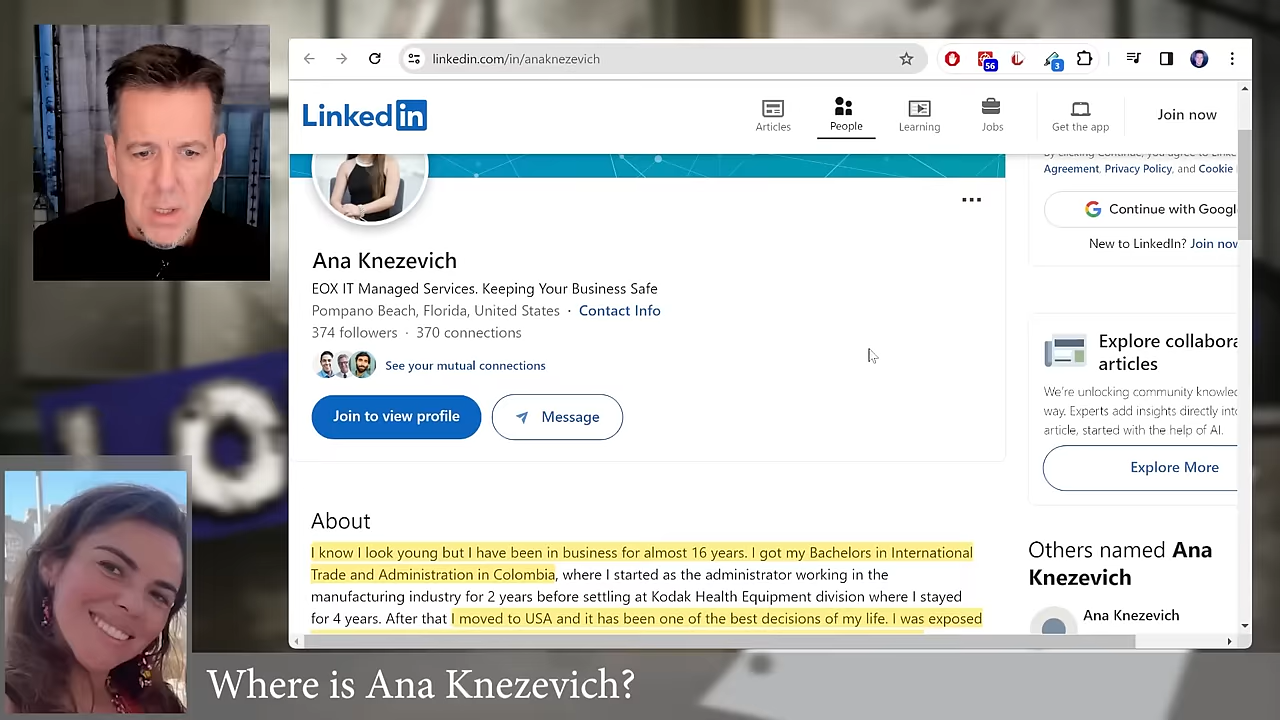 linkedin.com/in/anaknezevich
56
3
Linked in
Articles
People
Learning
Jobs
Get the app
Join now
Agreement, Privacy Policy, and Cookie
Continue with Googl
New to LinkedIn? Join now
Ana Knezevich
EOX IT Managed Services. Keeping Your Business Safe
Pompano Beach, Florida, United States · Contact Info
374 followers · 370 connections
See your mutual connections
Join to view profile
Message
Explore collabora
articles
We're unlocking community knowled
way. Experts add insights directly into
article, started with the help of AI.
Explore More
About
I know I look young but I have been in business for almost 16 years. I got my Bachelors in International
Trade and Administration in Colombia, where I started as the administrator working in the
manufacturing industry for 2 years before settling at Kodak Health Equipment division where I stayed
for 4 years. After that I moved to USA and it has been one of the best decisions of my life. I was exposed
Others named Ana
Knezevich
Ana Knezevich
Where is Ana Knezevich?